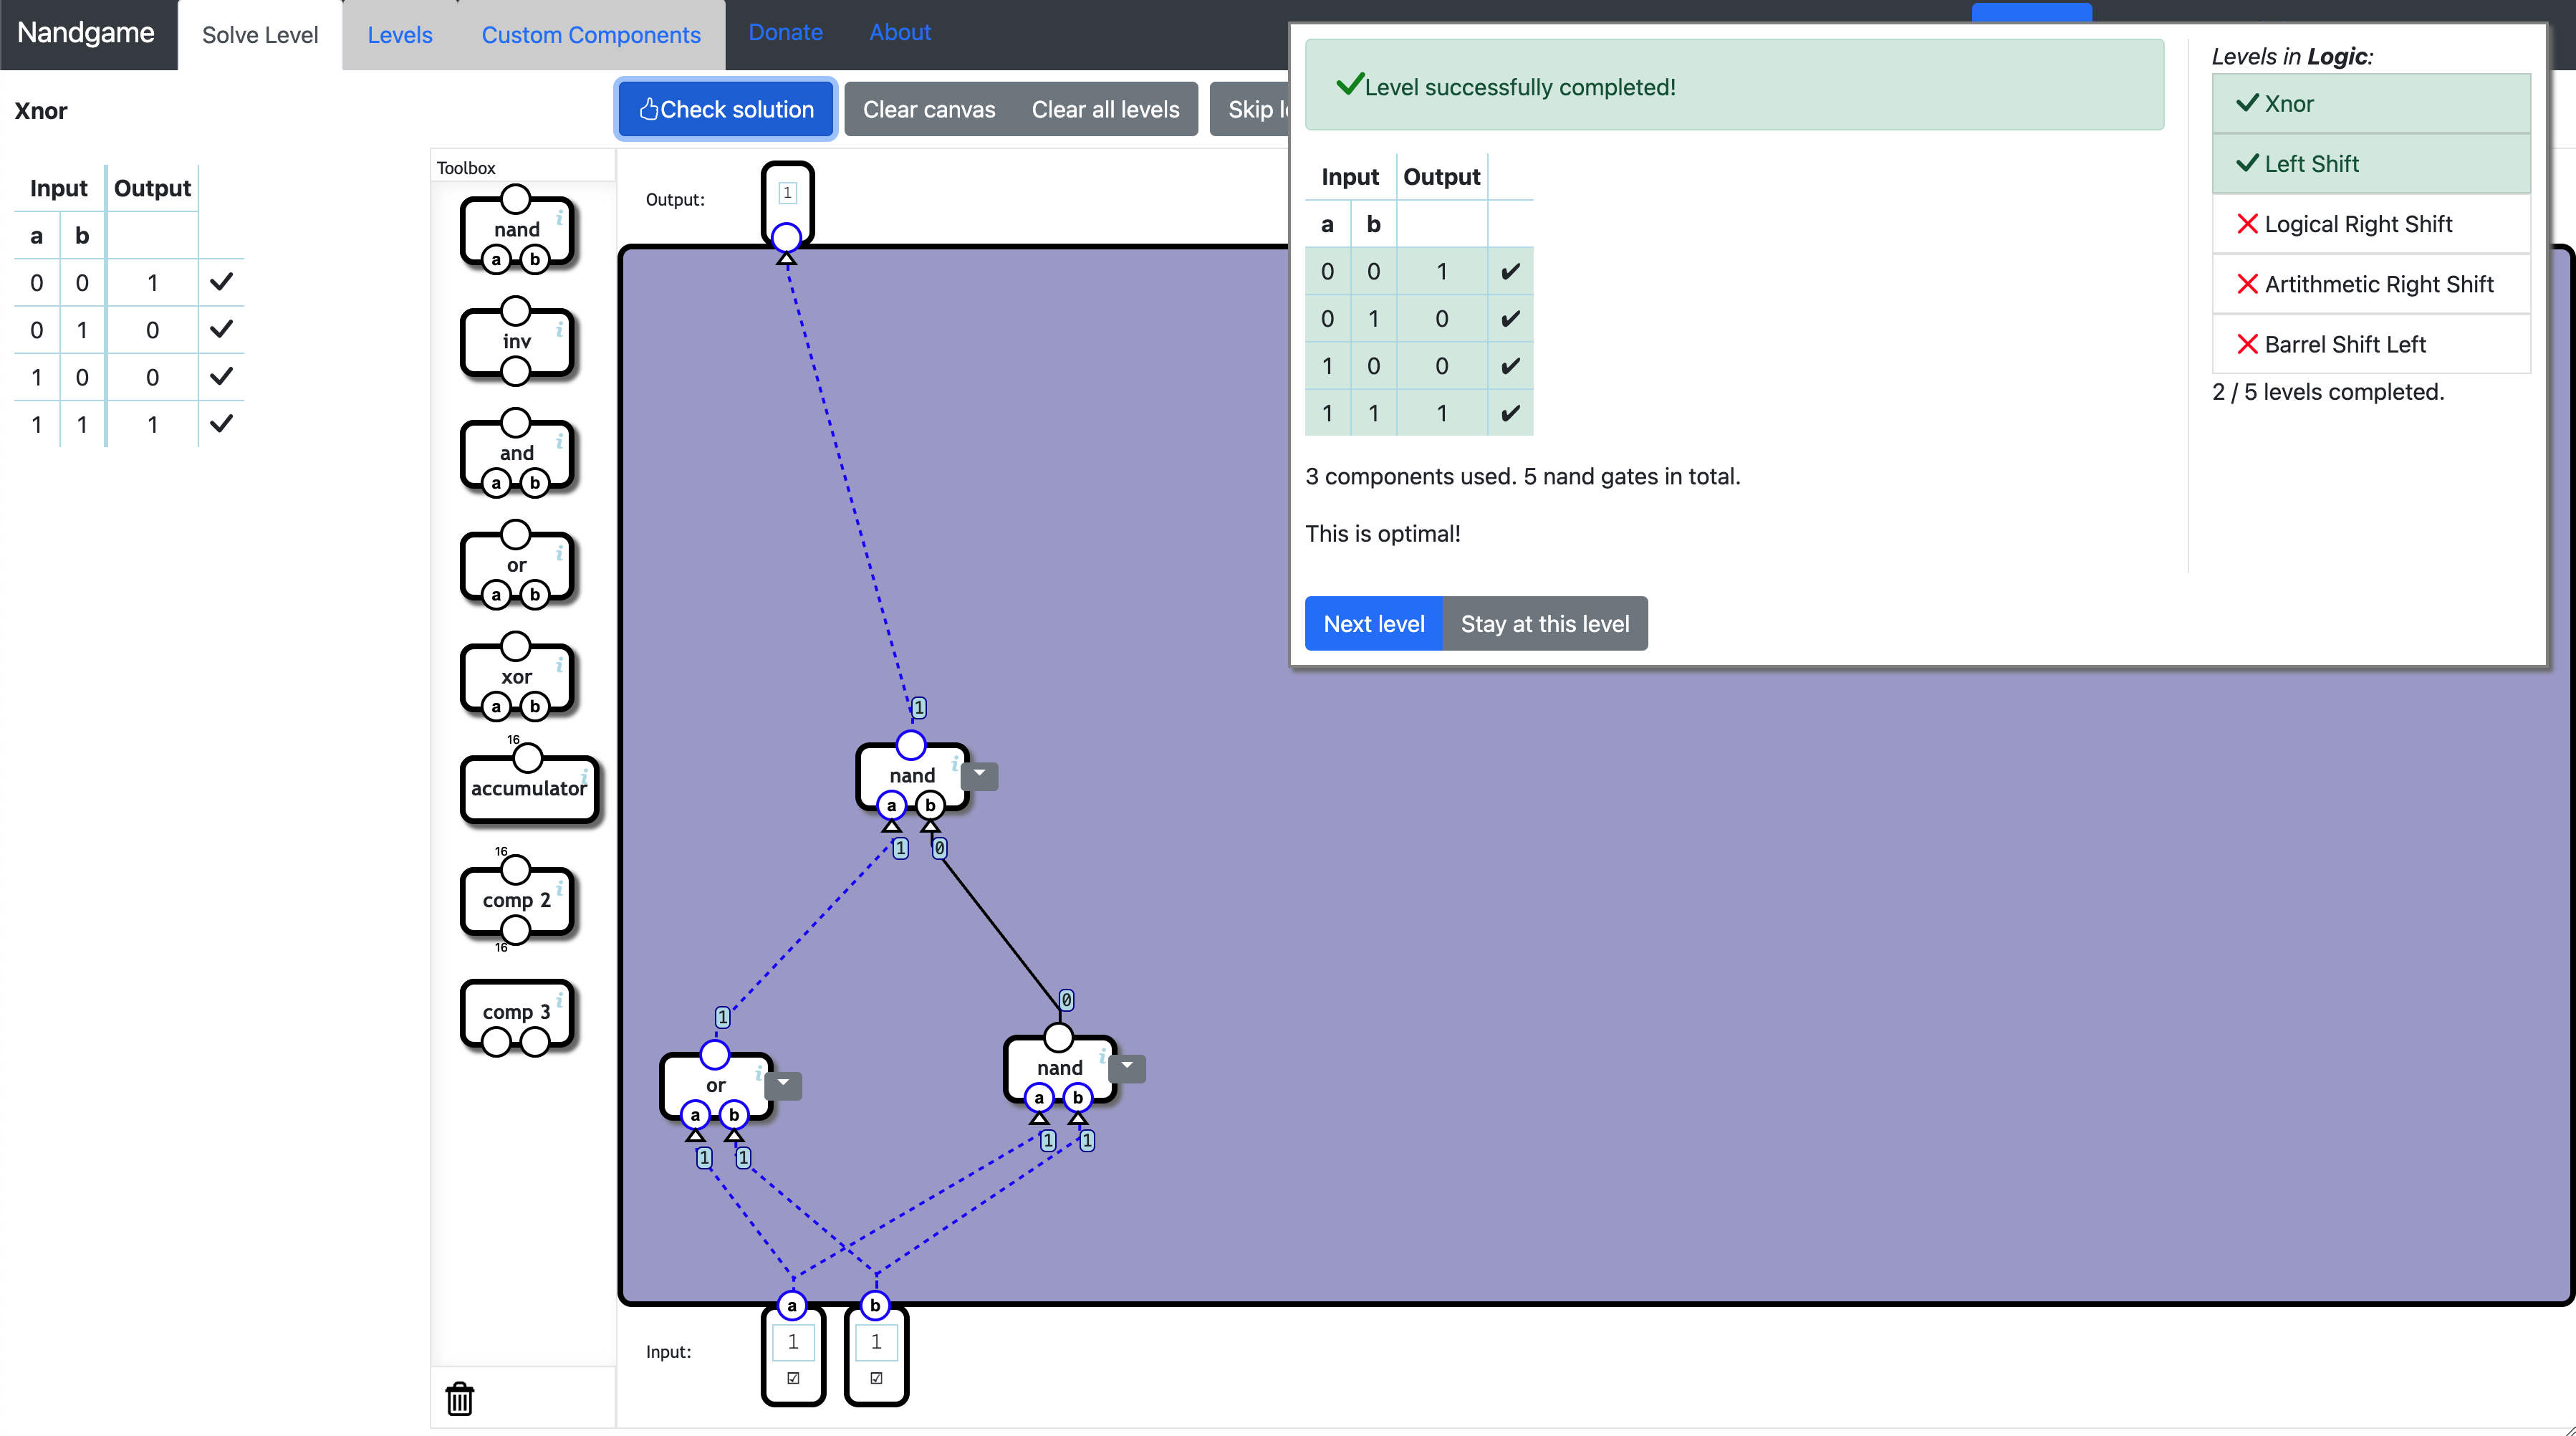 Nandgame
Solve Level
Levels
Custom Components
Donate
About
Xnor
Check solution
Clear canvas
Clear all levels
Skip l
Input Output
a b
0 0 1
0 1 0
1 0 0
1 1 1
Toolbox
nand
a b
inv
and
a b
or
a b
xor
a b
16
accumulator
16
comp 2
16
comp 3
Output:
1
1
nand
a b
1 0
1
or
a b
1 1
0
nand
a b
1 1
a b
Input:
1 1
Level successfully completed!
Input Output
a b
0 0 1
0 1 0
1 0 0
1 1 1
3 components used. 5 nand gates in total.
This is optimal!
Next level
Stay at this level
Levels in Logic:
Xnor
Left Shift
Logical Right Shift
Artithmetic Right Shift
Barrel Shift Left
2 / 5 levels completed.